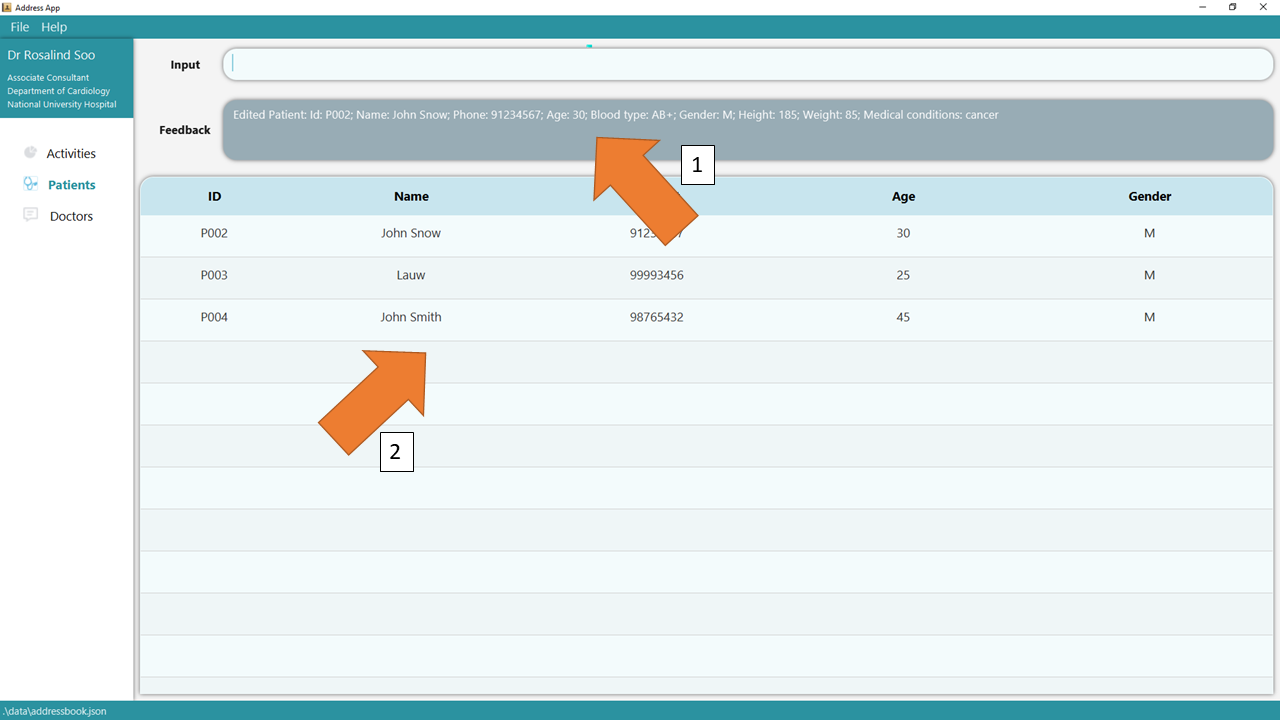 Address App
File Help
Dr Rosalind Soo
Associate Consultant
Department of Cardiology
National University Hospital
Activities
Patients
Doctors
Input
Feedback
Edited Patient: Id: P002; Name: John Snow; Phone: 91234567; Age: 30; Blood type: AB+; Gender: M; Height: 185; Weight: 85; Medical conditions: cancer
1
ID Name Age Gender
P002 John Snow 30 M
P003 Lauw 99993456 25 M
P004 John Smith 98765432 45 M
2
.\data\addressbook.json